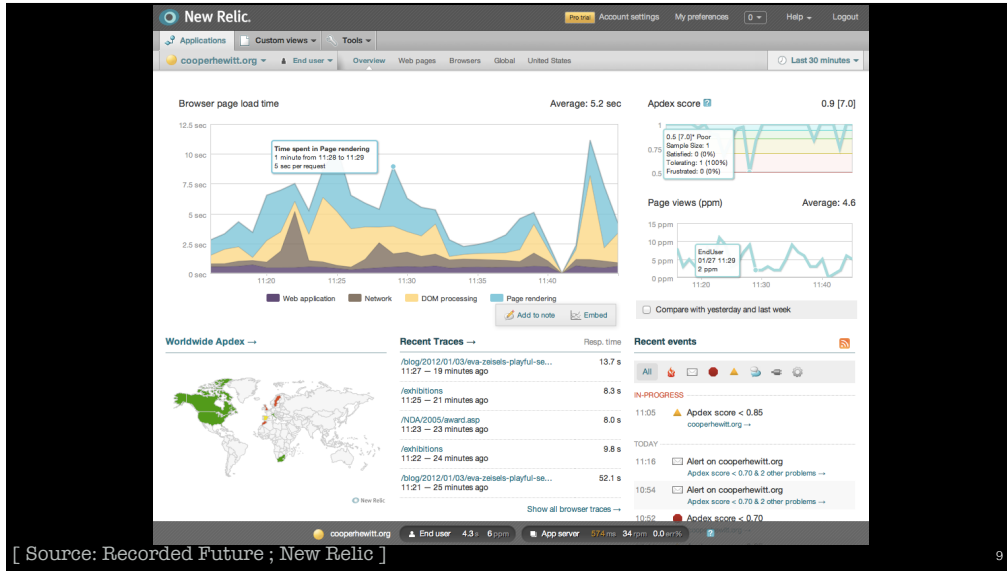 New Relic.
Pro trial Account settings My preferences 0 Help Logout
Applications Custom views Tools
cooperhewitt.org End user Overview Web pages Browsers Global United States Last 30 minutes
Browser page load time Average: 5.2 sec
12.5 sec
10 sec
7.5 sec
5 sec
2.5 sec
0 sec
Time spent in Page rendering
1 minute from 11:28 to 11:29
5 sec per request
11:20 11:25 11:30 11:35 11:40
Web application Network DOM processing Page rendering
Add to note Embed
Apdex score ? 0.9 [7.0]
1
0.75
0.5
0.5 [7.0]* Poor
Sample Size: 1
Satisfied: 0 (0%)
Tolerating: 1 (100%)
Frustrated: 0 (0%)
Page views (ppm) Average: 4.6
15 ppm
10 ppm
5 ppm
0 ppm
EndUser
01/27 11:29
2 ppm
11:20 11:30 11:40
Compare with yesterday and last week
Worldwide Apdex →
New Relic
Recent Traces → Resp. time
/blog/2012/01/03/eva-zeisels-playful-se... 13.7 s
11:27 — 19 minutes ago
/exhibitions 8.3 s
11:25 — 21 minutes ago
/NDA/2005/award.asp 8.0 s
11:23 — 23 minutes ago
/exhibitions 9.8 s
11:22 — 24 minutes ago
/blog/2012/01/03/eva-zeisels-playful-se... 52.1 s
11:21 — 25 minutes ago
Show all browser traces →
Recent events
All
IN-PROGRESS
11:05 Apdex score < 0.85
cooperhewitt.org →
TODAY
11:16 Alert on cooperhewitt.org
Apdex score < 0.70 & 2 other problems →
10:54 Alert on cooperhewitt.org
Apdex score < 0.70 & 2 other problems →
10:52 Apdex score < 0.70
cooperhewitt.org End user 4.3 s 6 ppm App server 574 ms 34 rpm 0.0 err% ?
[ Source: Recorded Future ; New Relic ]
9